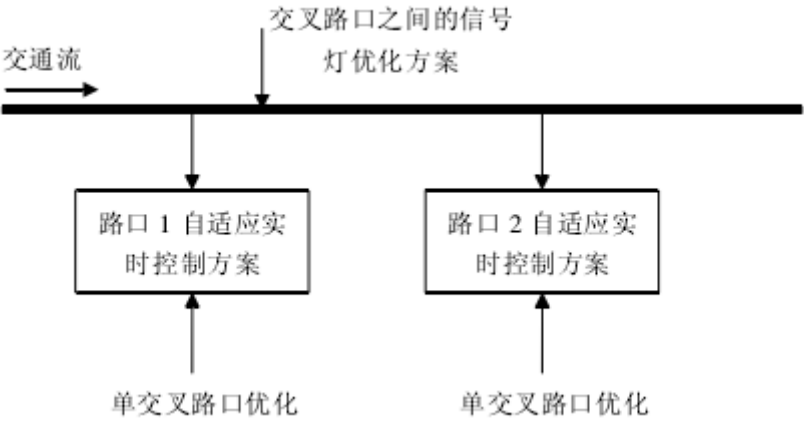 交叉路口之间的信号
灯优化方案
交通流
路口 1 自适应实
时控制方案
路口 2 自适应实
时控制方案
单交叉路口优化
单交叉路口优化